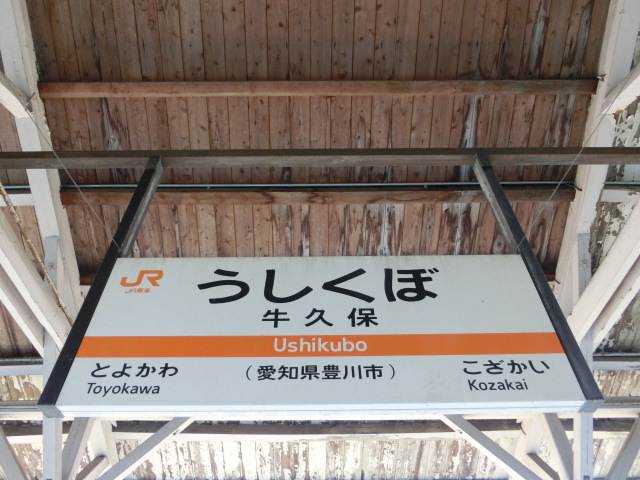 JR
JR東海
うしくぼ
牛久保
Ushikubo
とよかわ
Toyokawa
（愛知県豊川市）
こざかい
Kozakai